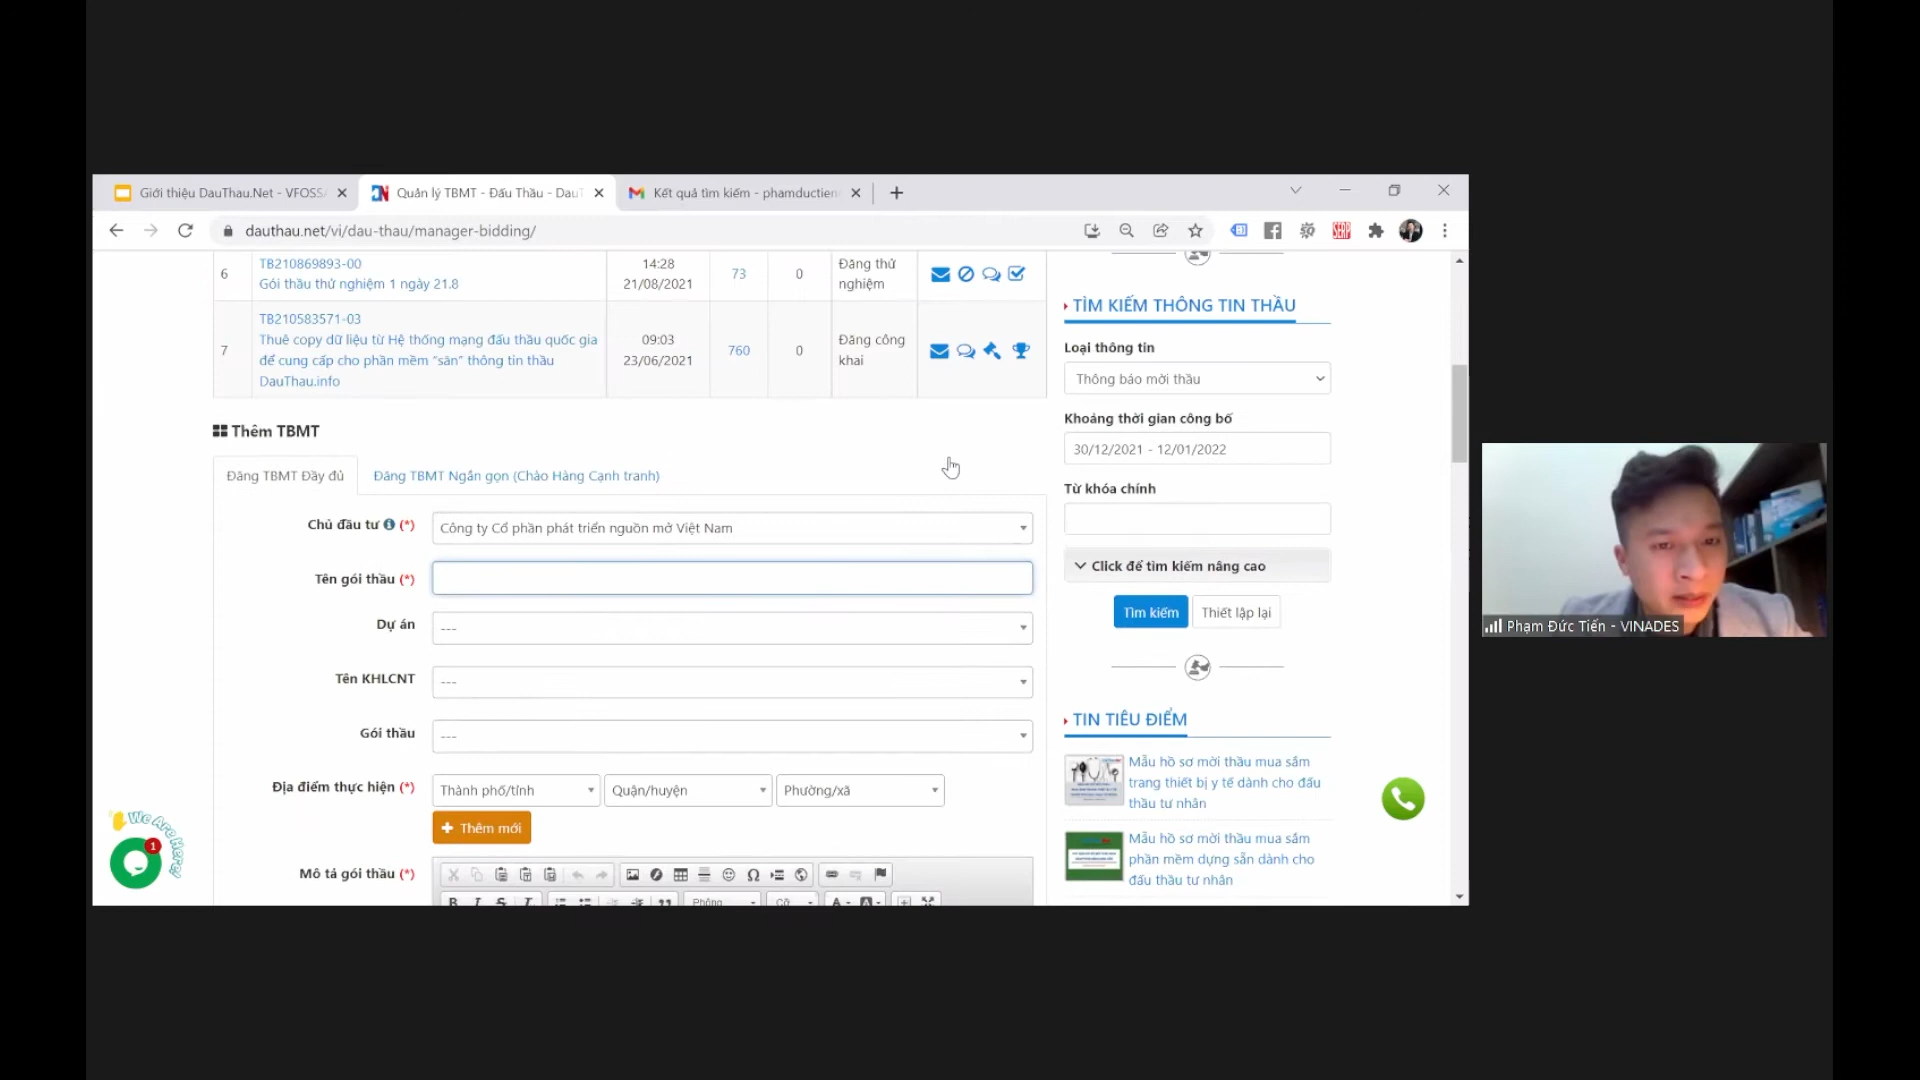 Giới thiệu DauThau.Net - VFOSS
Quản lý TBMT - Đấu Thầu - Dau
Kết quả tìm kiếm - phamductien
dauthau.net/vi/dau-thau/manager-bidding/
6
TB210869893-00
Gói thầu thử nghiệm 1 ngày 21.8
14:28
21/08/2021
73
0
Đăng thử
nghiệm
7
TB210583571-03
Thuê copy dữ liệu từ Hệ thống mạng đấu thầu quốc gia
để cung cấp cho phần mềm "săn" thông tin thầu
DauThau.info
09:03
23/06/2021
760
0
Đăng công
khai
Thêm TBMT
Đăng TBMT Đầy đủ
Đăng TBMT Ngắn gọn (Chào Hàng Cạnh tranh)
Chủ đầu tư (*)
Công ty Cổ phần phát triển nguồn mở Việt Nam
Tên gói thầu (*)
Dự án
---
Tên KHLCNT
---
Gói thầu
---
Địa điểm thực hiện (*)
Thành phố/tỉnh
Quận/huyện
Phường/xã
Thêm mới
Mô tả gói thầu (*)
Phông
Cỡ
TÌM KIẾM THÔNG TIN THẦU
Loại thông tin
Thông báo mời thầu
Khoảng thời gian công bố
30/12/2021 - 12/01/2022
Từ khóa chính
Click để tìm kiếm nâng cao
Tìm kiếm
Thiết lập lại
TIN TIÊU ĐIỂM
Mẫu hồ sơ mời thầu mua sắm
trang thiết bị y tế dành cho đấu
thầu tư nhân
Mẫu hồ sơ mời thầu mua sắm
phần mềm dựng sẵn dành cho
đấu thầu tư nhân
We Are Here!
1
Phạm Đức Tiến - VINADES